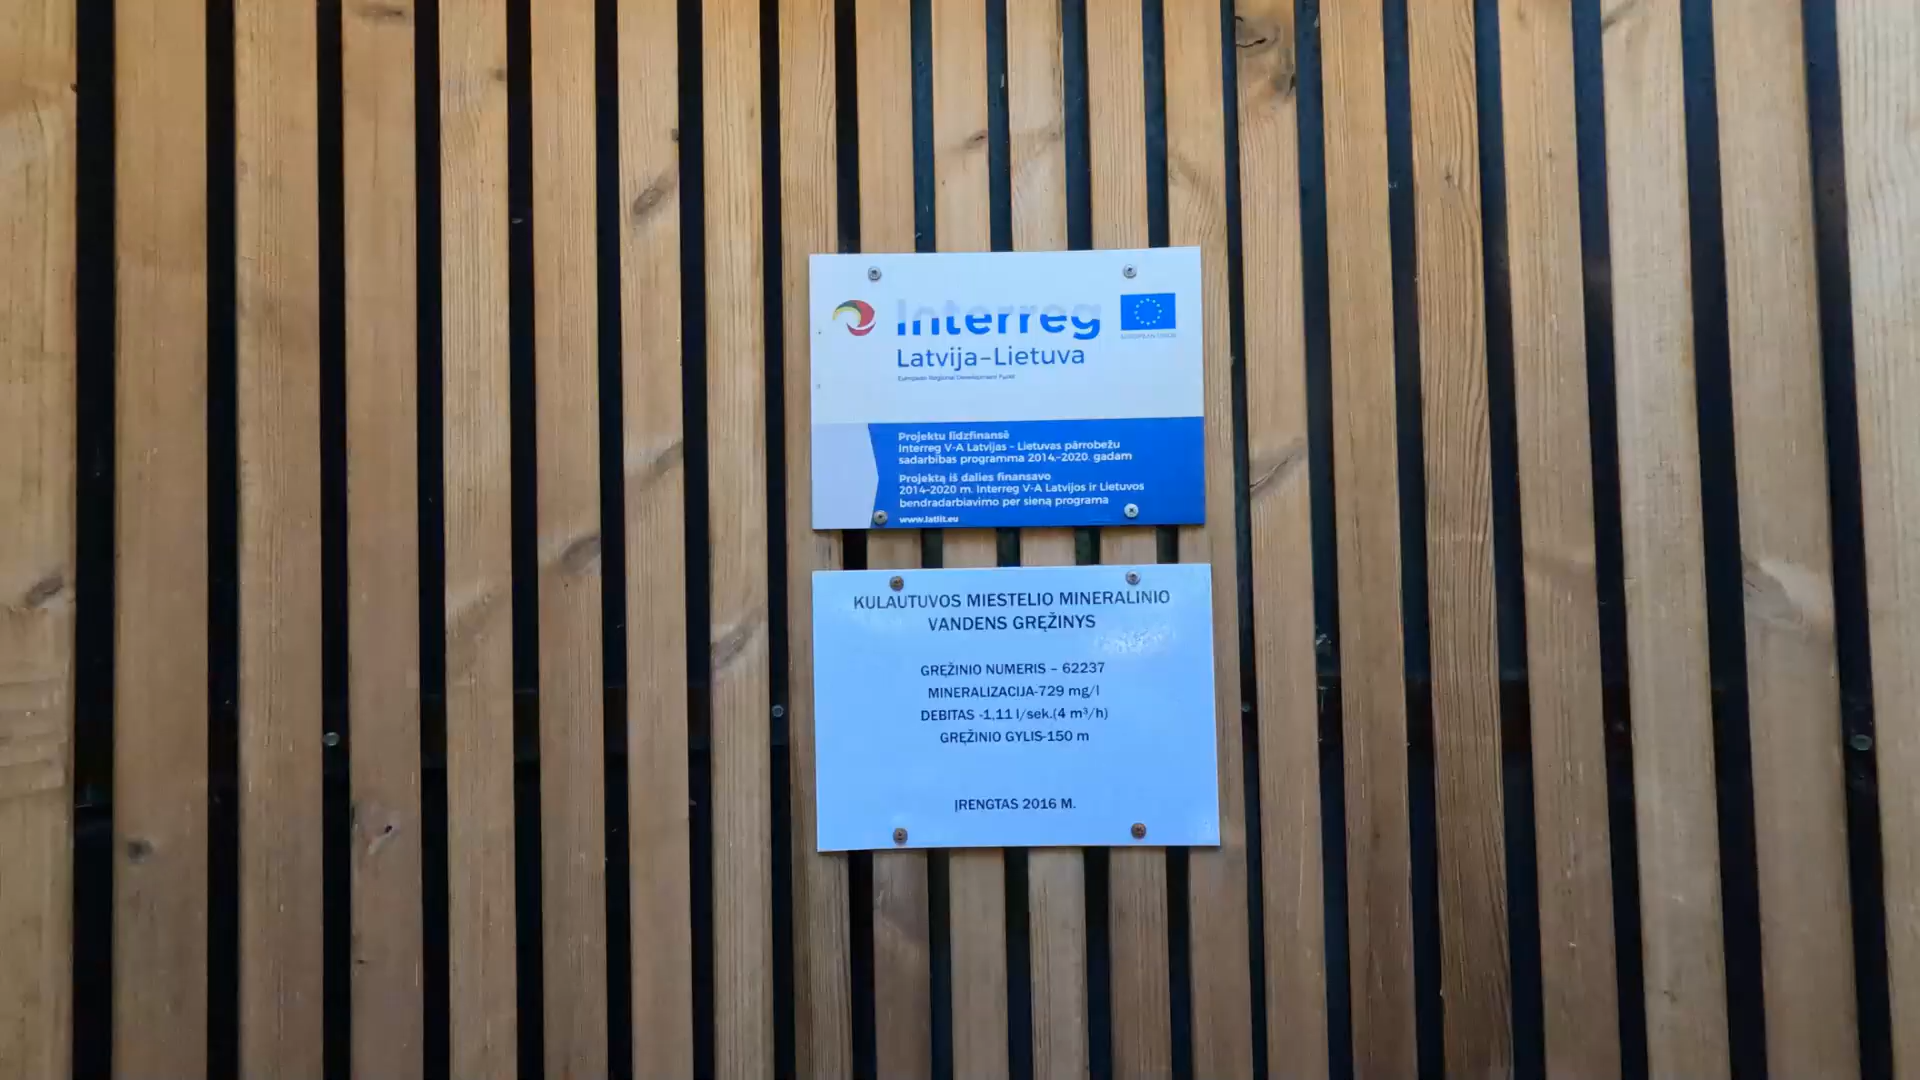 Interreg
EUROPEAN UNION
Latvija-Lietuva
European Regional Development Fund
Projektu līdzfinansē
Interreg V-A Latvijas - Lietuvas pārrobežu
sadarbības programma 2014.-2020. gadam
Projektą iš dalies finansavo
2014-2020 m. Interreg V-A Latvijos ir Lietuvos
bendradarbiavimo per sieną programa
www.latlit.eu
KULAUTUVOS MIESTELIO MINERALINIO
VANDENS GRĘŽINYS
GRĘŽINIO NUMERIS – 62237
MINERALIZACIJA-729 mg/l
DEBITAS -1,11 l/sek.(4 m³/h)
GRĘŽINIO GYLIS-150 m
ĮRENGTAS 2016 M.